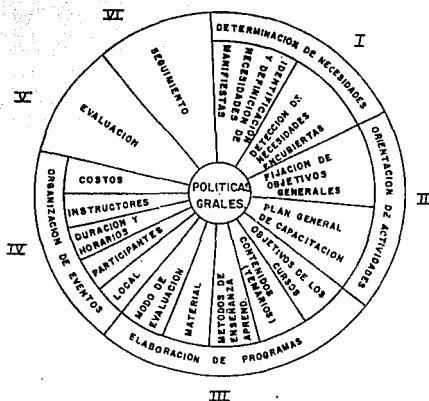 I
DETERMINACION DE NECESIDADES
IDENTIFICACION
Y DEFINICION DE
NECESIDADES
MANIFIESTAS
DETECCION DE
NECESIDADES
ENCUBIERTAS
II
ORIENTACION DE ACTIVIDADES
FIJACION DE
OBJETIVOS
GENERALES
PLAN GENERAL
DE CAPACITACION
III
ELABORACION DE PROGRAMAS
OBJETIVOS DE LOS
CURSOS
CONTENIDOS
(TEMARIOS)
METODOS DE
ENSEÑANZA
APREND.
MATERIAL
MODO DE
EVALUACION
IV
ORGANIZACION DE EVENTOS
LOCAL
PARTICIPANTES
DURACION Y
HORARIOS
INSTRUCTORES
COSTOS
V
EVALUACION
VI
SEGUIMIENTO
POLITICAS
GRALES.